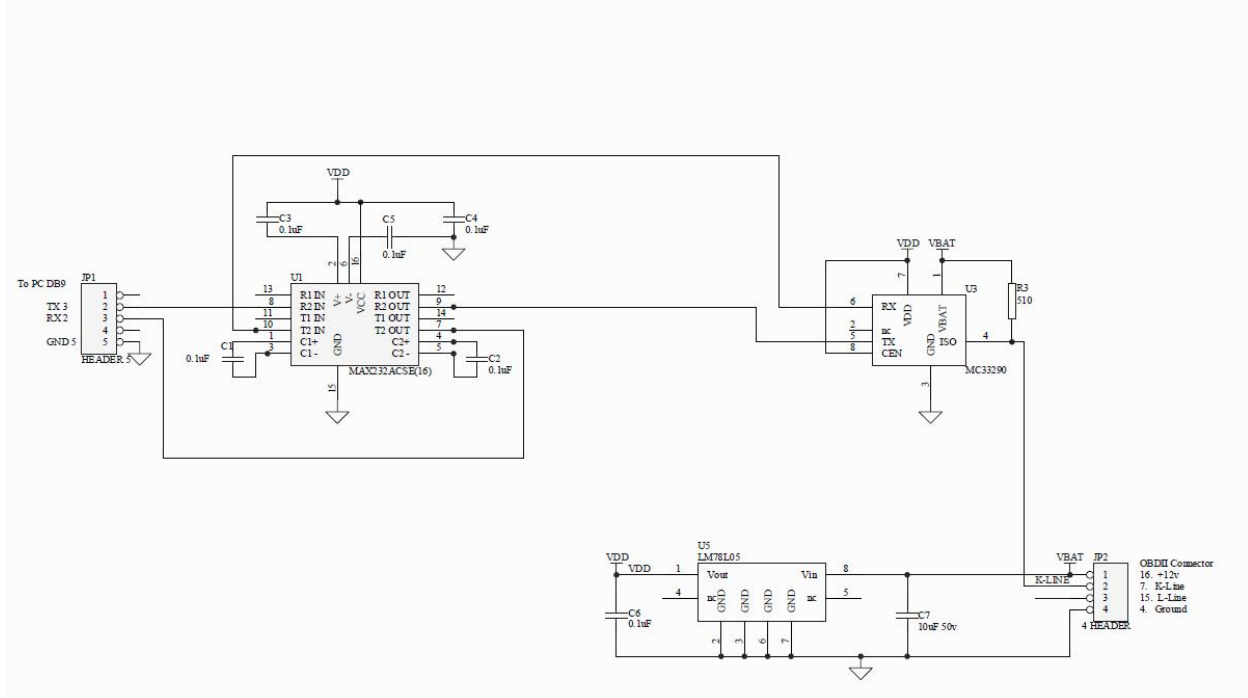 VDD
C3
0.1uF
C5
0.1uF
C4
0.1uF
2
6
16
To PC DB9
JP1
TX 3
RX 2
GND 5
1
2
3
4
5
HEADER 5
U1
13
8
11
10
1
3
R1 IN
R2 IN
T1 IN
T2 IN
C1+
C1 -
V+
V-
VCC
GND
R1 OUT
R2 OUT
T1 OUT
T2 OUT
C2+
C2 -
12
9
14
7
4
5
15
MAX232ACSE(16)
C1
0.1uF
C2
0.1uF
VDD
VBAT
7
1
U3
R3
510
6
2
5
8
RX
nc
TX
CEN
VDD
VBAT
GND
ISO
4
3
MC33290
U5
LM78L05
VDD
VDD
1
4
Vout
nc
Vin
nc
8
5
GND
GND
GND
GND
2
3
6
7
C6
0.1uF
C7
10uF 50v
VBAT
K-LINE
JP2
1
2
3
4
4 HEADER
OBDII Connector
16. +12v
7. K-Line
15. L-Line
4. Ground